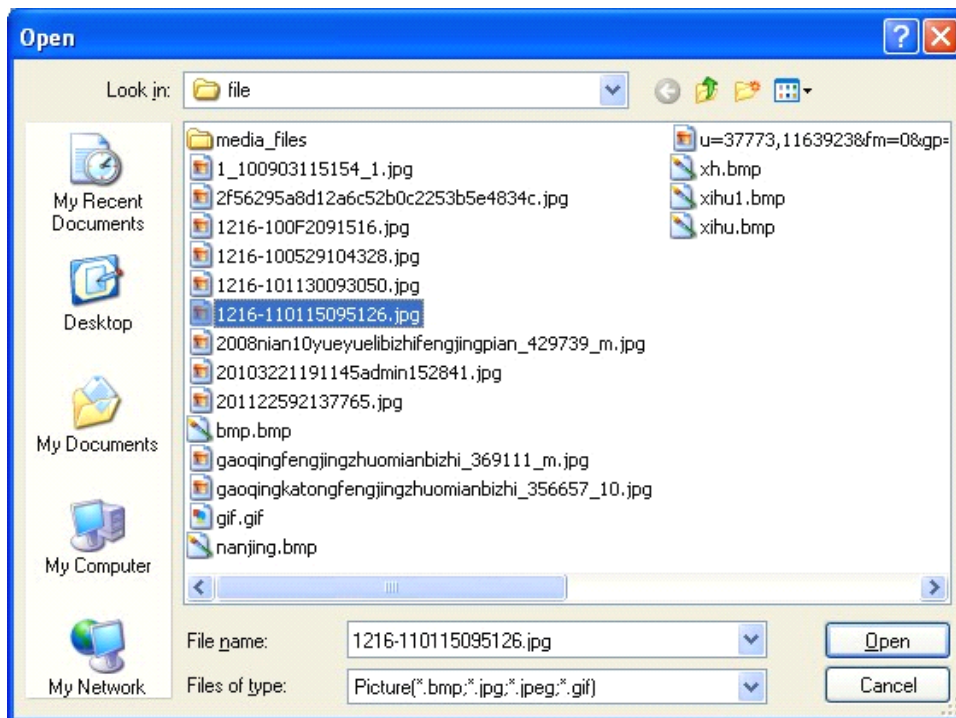 Open
Look in: file
My Recent Documents
Desktop
My Documents
My Computer
My Network
media_files
1_100903115154_1.jpg
2f56295a8d12a6c52b0c2253b5e4834c.jpg
1216-100F2091516.jpg
1216-100529104328.jpg
1216-101130093050.jpg
1216-110115095126.jpg
2008nian10yueyuelibizhifengjingpian_429739_m.jpg
20103221191145admin152841.jpg
201122592137765.jpg
bmp.bmp
gaoqingfengjingzhuomianbizhi_369111_m.jpg
gaoqingkatongfengjingzhuomianbizhi_356657_10.jpg
gif.gif
nanjing.bmp
u=37773,1163923&fm=0&gp=
xh.bmp
xihu1.bmp
xihu.bmp
File name: 1216-110115095126.jpg Open
Files of type: Picture(*.bmp;*.jpg;*.jpeg;*.gif) Cancel